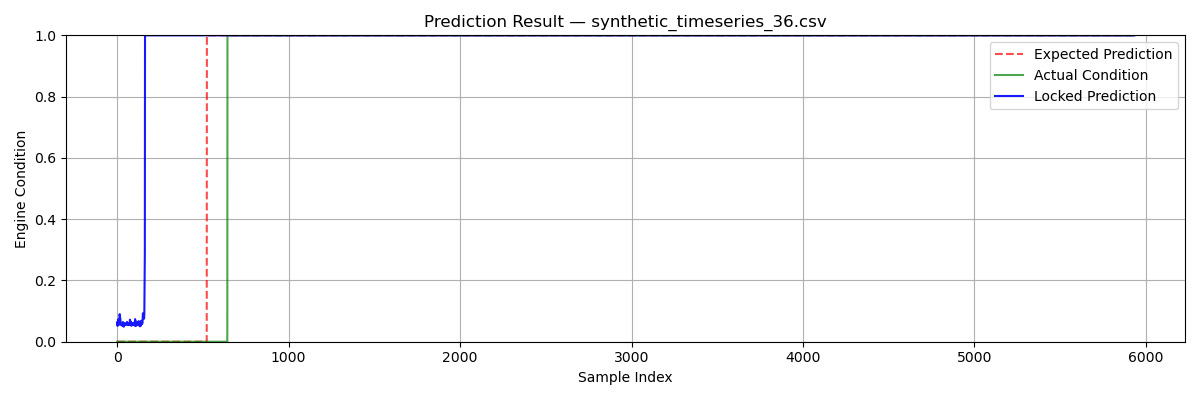 Prediction Result — synthetic_timeseries_36.csv
1.0
0.8
0.6
0.4
0.2
0.0
Engine Condition
Expected Prediction
Actual Condition
Locked Prediction
0 1000 2000 3000 4000 5000 6000
Sample Index